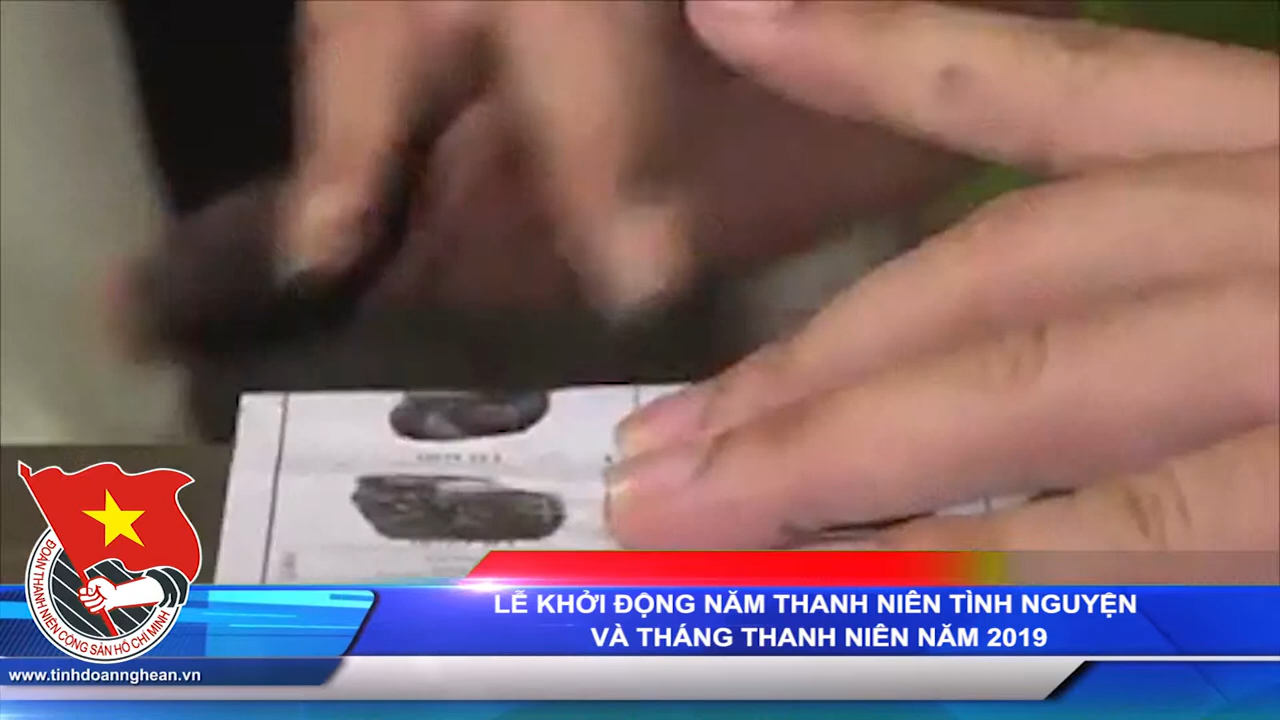 ĐOÀN THANH NIÊN CỘNG SẢN HỒ CHÍ MINH
LỄ KHỞI ĐỘNG NĂM THANH NIÊN TÌNH NGUYỆN
VÀ THÁNG THANH NIÊN NĂM 2019
www.tinhdoannghean.vn